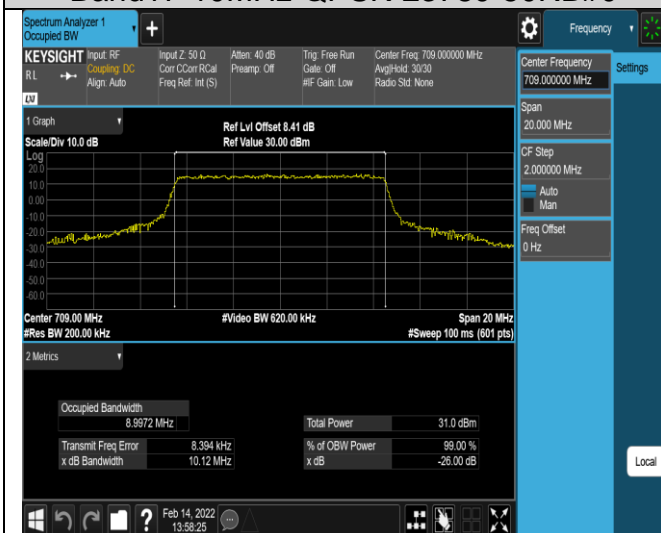 Spectrum Analyzer 1
Occupied BW
+
Frequency
KEYSIGHT
RL
Input: RF
Coupling: DC
Align: Auto
Input Z: 50 Ω
Corr CCorr RCal
Freq Ref: Int (S)
Atten: 40 dB
Preamp: Off
Trig: Free Run
Gate: Off
#IF Gain: Low
Center Freq: 709.000000 MHz
Avg|Hold: 30/30
Radio Std: None
Center Frequency
709.000000 MHz
Settings
Span
20.000 MHz
CF Step
2.000000 MHz
Auto
Man
Freq Offset
0 Hz
1 Graph
Scale/Div 10.0 dB
Ref Lvl Offset 8.41 dB
Ref Value 30.00 dBm
Log
20.0
10.0
0.00
-10.0
-20.0
-30.0
-40.0
-50.0
-60.0
Center 709.00 MHz
#Video BW 620.00 kHz
Span 20 MHz
#Res BW 200.00 kHz
#Sweep 100 ms (601 pts)
2 Metrics
Occupied Bandwidth
8.9972 MHz
Total Power 31.0 dBm
Transmit Freq Error 8.394 kHz
% of OBW Power 99.00 %
x dB Bandwidth 10.12 MHz
x dB -26.00 dB
Local
?
Feb 14, 2022
13:58:25